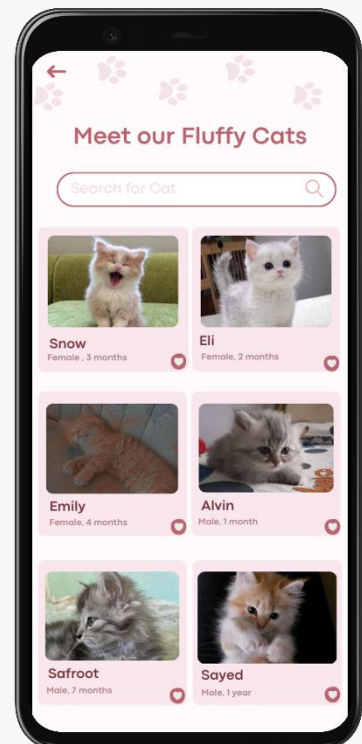 Meet our Fluffy Cats
Search for Cat
Snow
Female , 3 months
Eli
Female, 2 months
Emily
Female, 4 months
Alvin
Male, 1 month
Safroot
Male, 7 months
Sayed
Male, 1 year